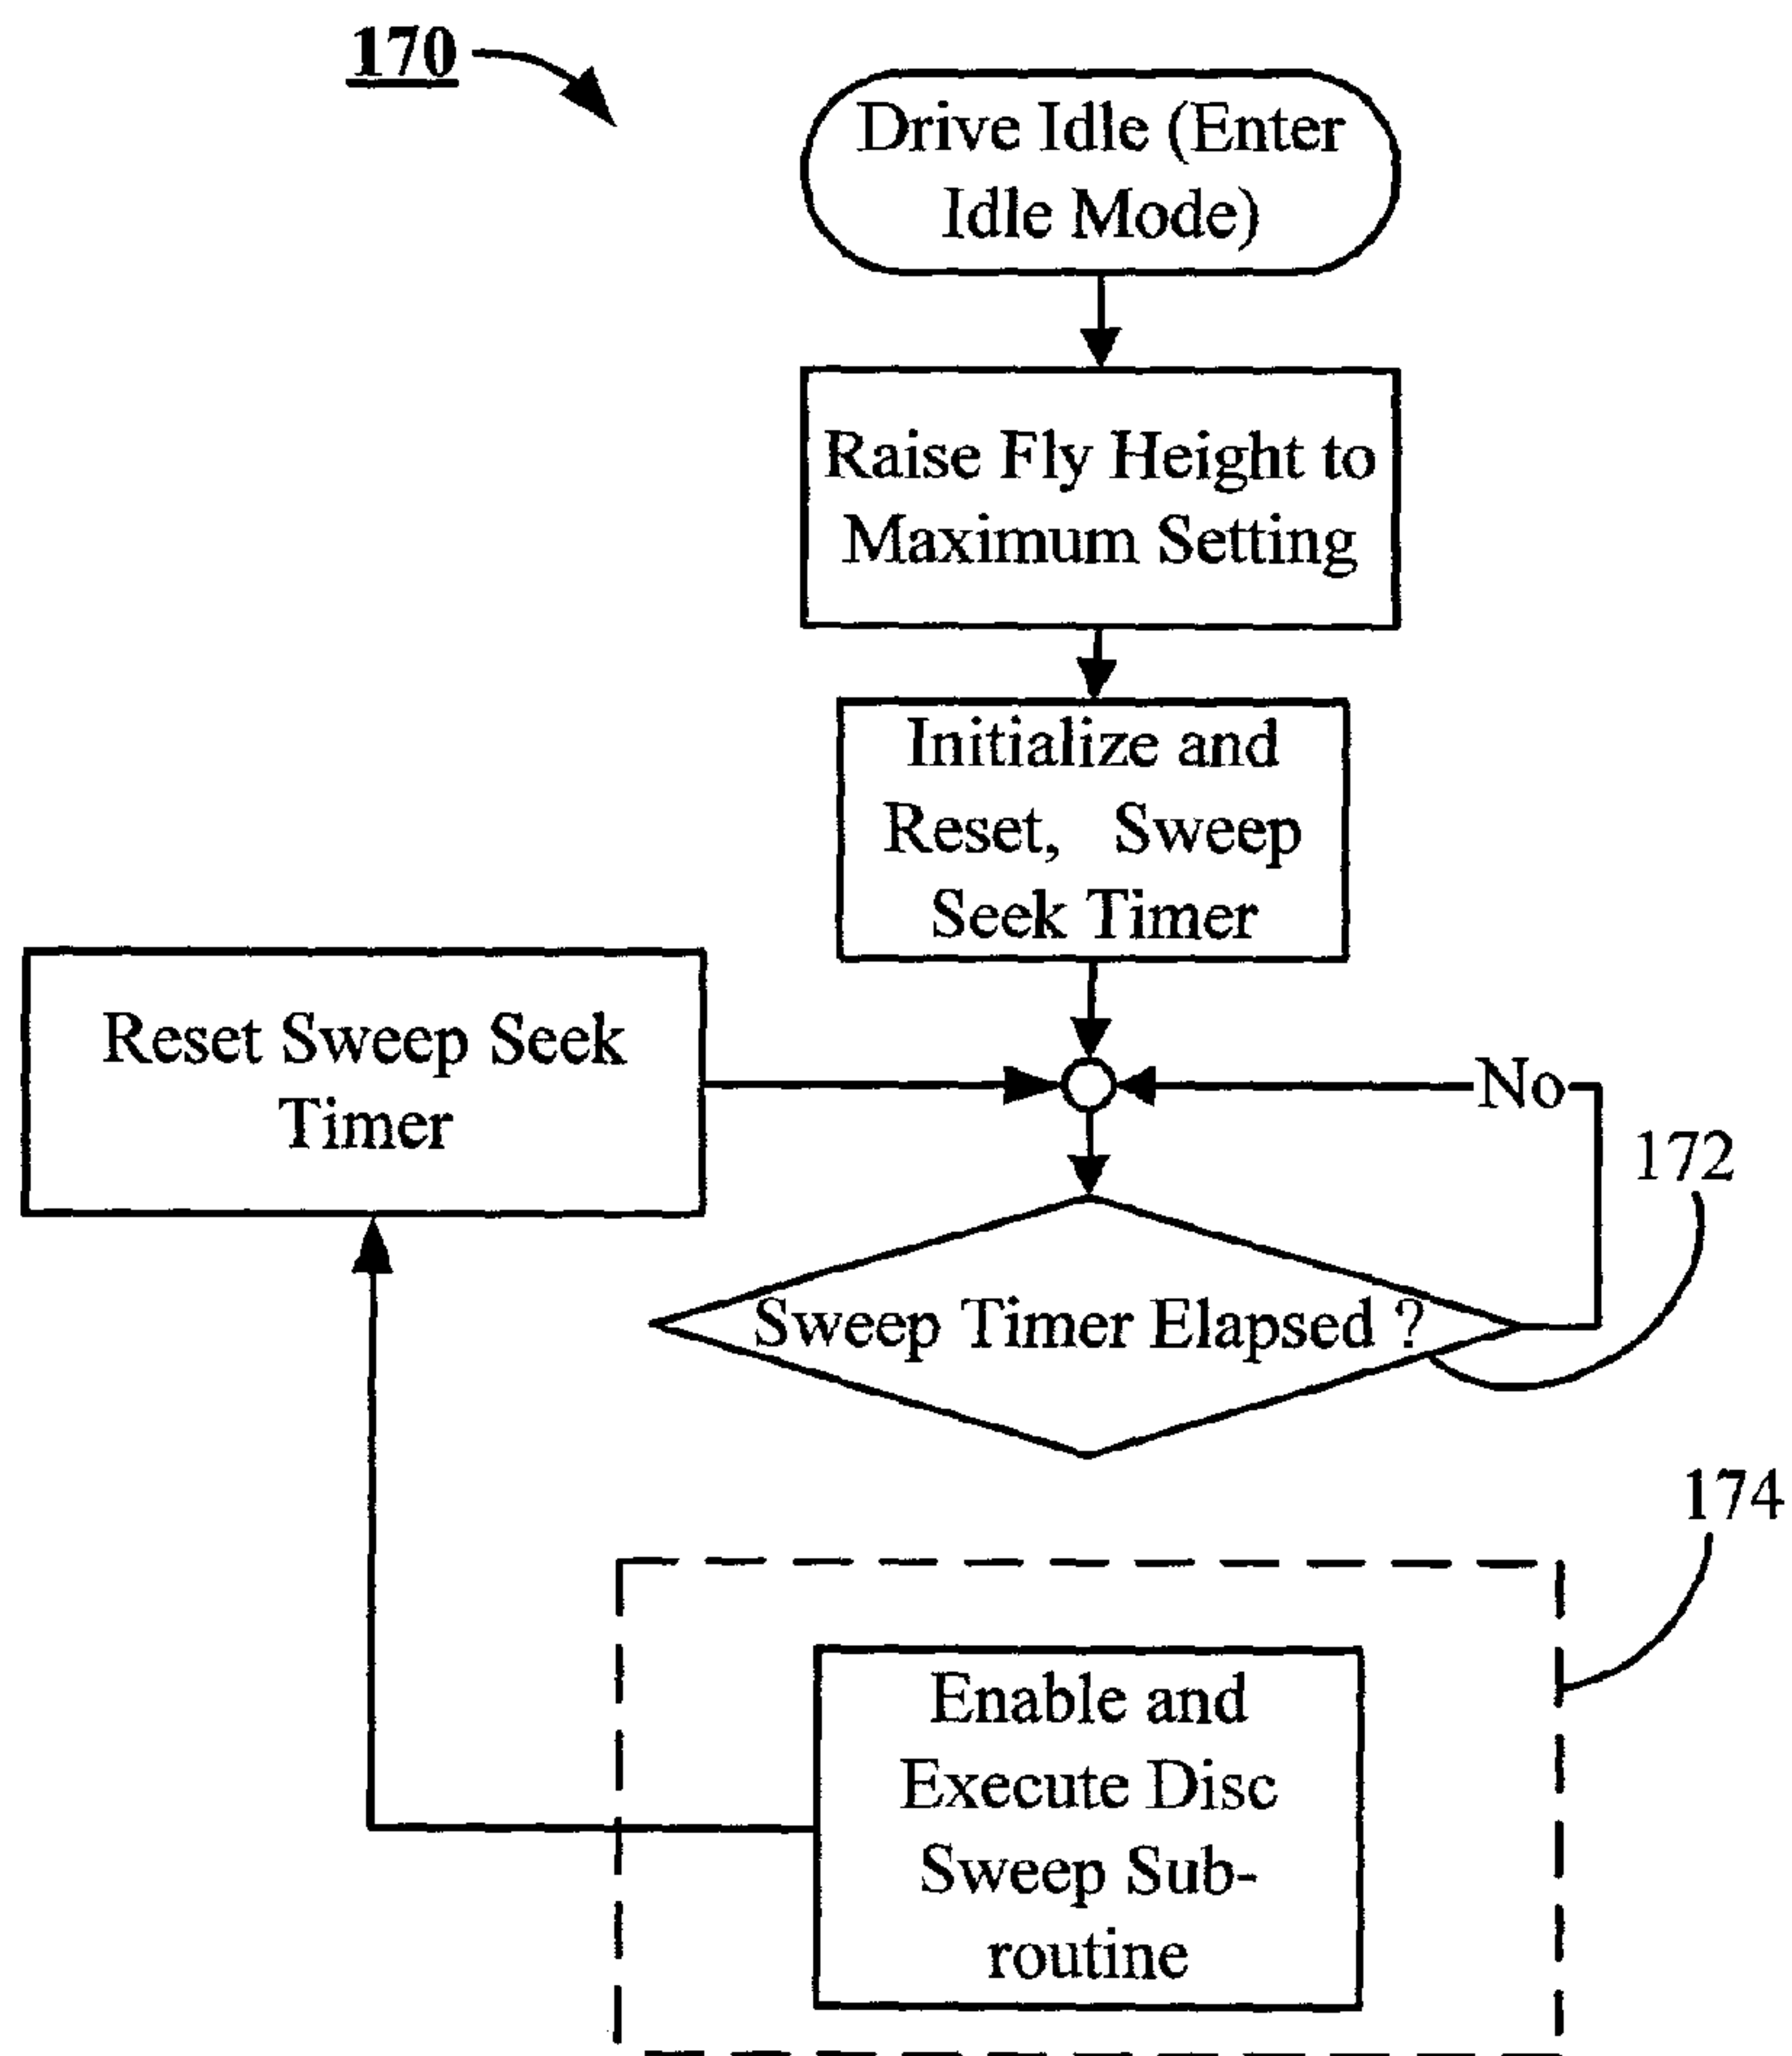 170
Drive Idle (Enter
Idle Mode)
Raise Fly Height to
Maximum Setting
Initialize and
Reset, Sweep
Seek Timer
Reset Sweep Seek
Timer
No
172
Sweep Timer Elapsed ?
174
Enable and
Execute Disc
Sweep Sub-
routine